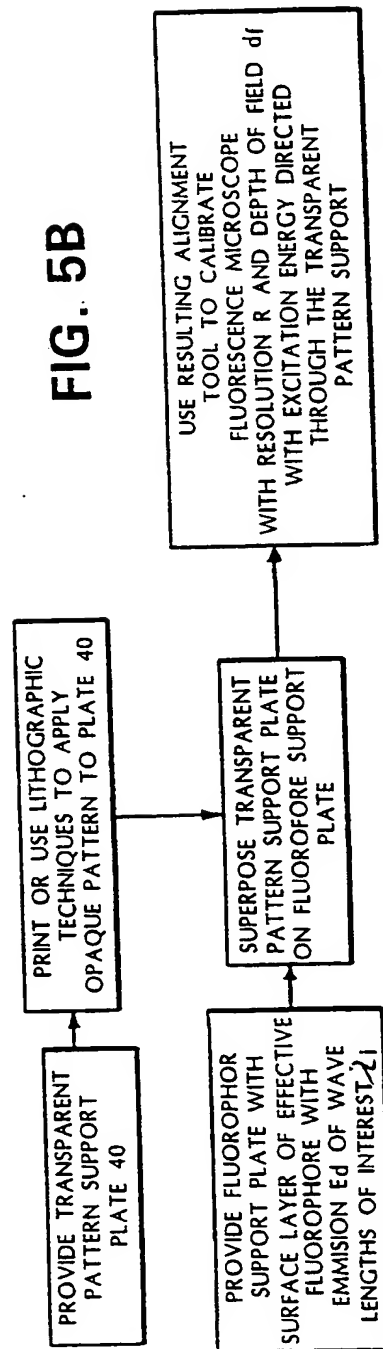 FIG. 5B
PROVIDE TRANSPARENT
PATTERN SUPPORT
PLATE 40
PRINT OR USE LITHOGRAPHIC
TECHNIQUES TO APPLY
OPAQUE PATTERN TO PLATE 40
PROVIDE FLUOROPHOR
SUPPORT PLATE WITH
SURFACE LAYER OF EFFECTIVE
FLUOROPHORE WITH
EMMISION Ed OF WAVE
LENGTHS OF INTEREST λ1
SUPERPOSE TRANSPARENT
PATTERN SUPPORT PLATE
ON FLUOROFORE SUPPORT
PLATE
USE RESULTING ALIGNMENT
TOOL TO CALIBRATE
FLUORESCENCE MICROSCOPE
WITH RESOLUTION R AND DEPTH OF FIELD df
WITH EXCITATION ENERGY DIRECTED
THROUGH THE TRANSPARENT
PATTERN SUPPORT